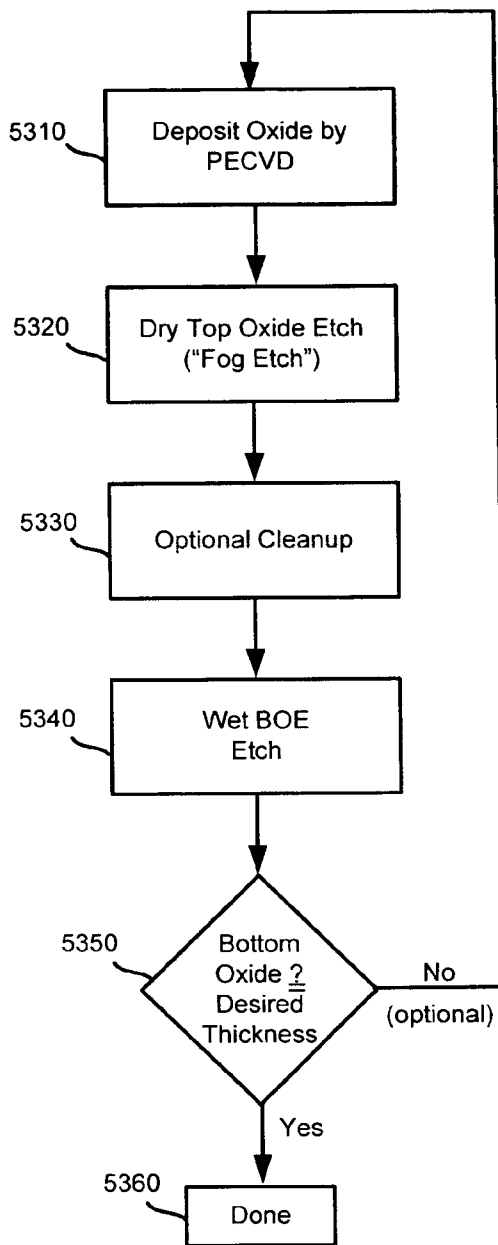 5310
Deposit Oxide by
PECVD
5320
Dry Top Oxide Etch
("Fog Etch")
5330
Optional Cleanup
5340
Wet BOE
Etch
5350
Bottom
Oxide ≟
Desired
Thickness
No
(optional)
Yes
5360
Done